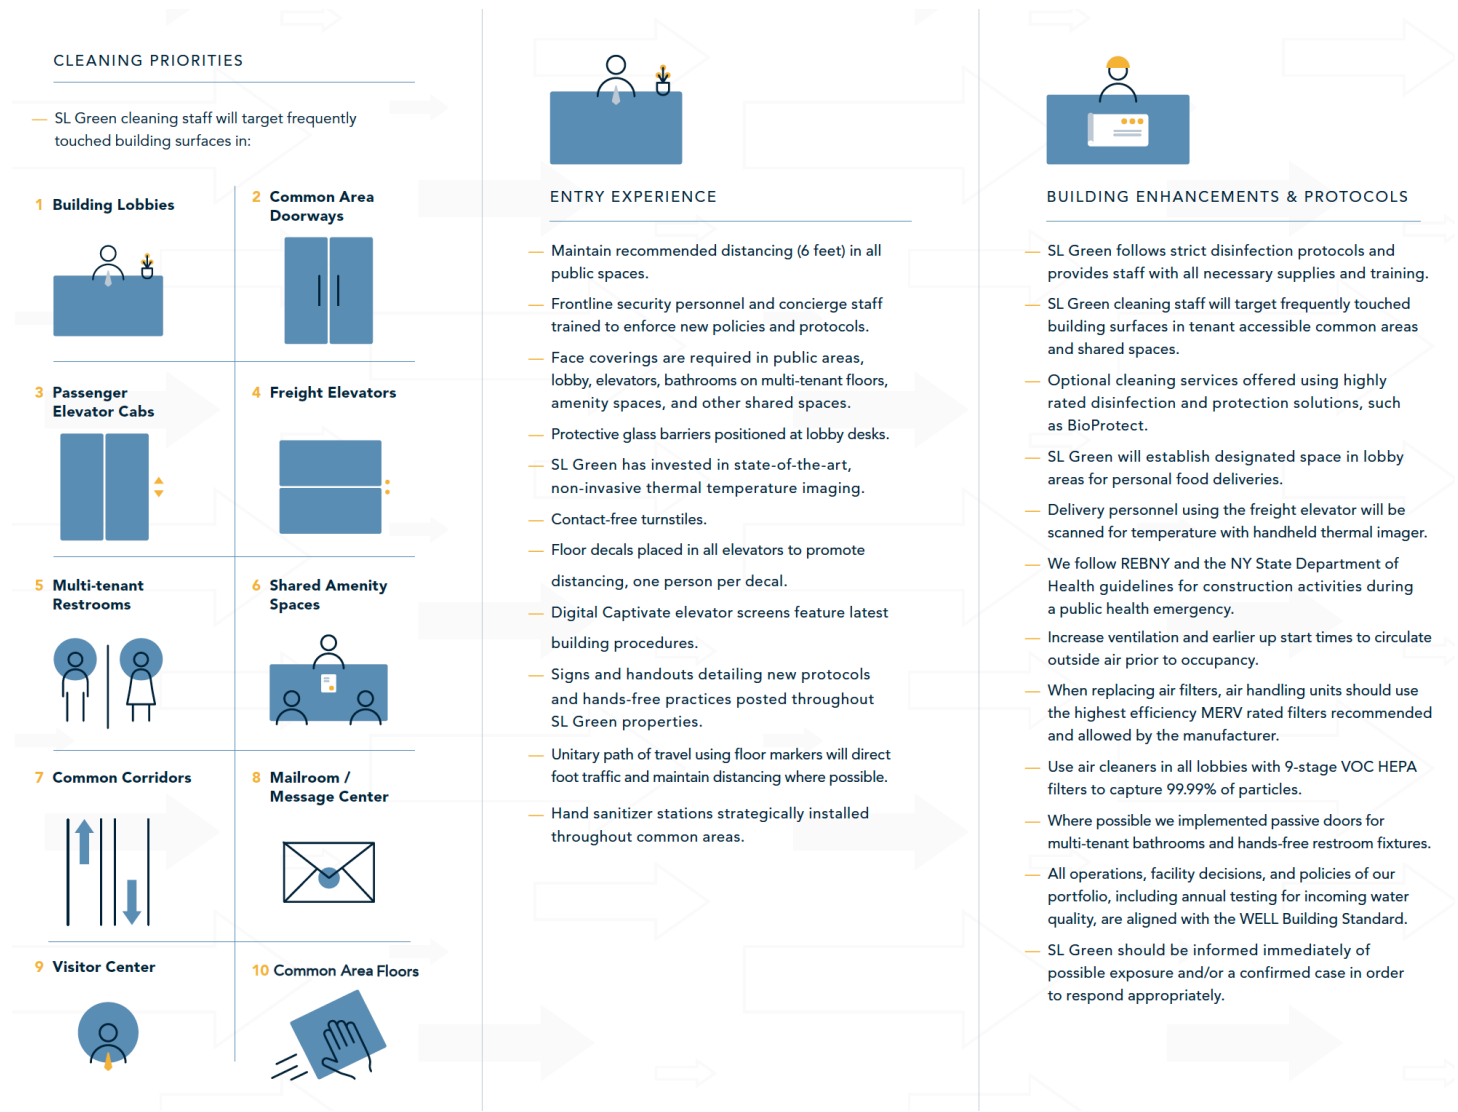 CLEANING PRIORITIES
— SL Green cleaning staff will target frequently
touched building surfaces in:
1 Building Lobbies
2 Common Area
Doorways
3 Passenger
Elevator Cabs
4 Freight Elevators
5 Multi-tenant
Restrooms
6 Shared Amenity
Spaces
7 Common Corridors
8 Mailroom /
Message Center
9 Visitor Center
10 Common Area Floors
ENTRY EXPERIENCE
— Maintain recommended distancing (6 feet) in all
public spaces.
— Frontline security personnel and concierge staff
trained to enforce new policies and protocols.
— Face coverings are required in public areas,
lobby, elevators, bathrooms on multi-tenant floors,
amenity spaces, and other shared spaces.
— Protective glass barriers positioned at lobby desks.
— SL Green has invested in state-of-the-art,
non-invasive thermal temperature imaging.
— Contact-free turnstiles.
— Floor decals placed in all elevators to promote
distancing, one person per decal.
— Digital Captivate elevator screens feature latest
building procedures.
— Signs and handouts detailing new protocols
and hands-free practices posted throughout
SL Green properties.
— Unitary path of travel using floor markers will direct
foot traffic and maintain distancing where possible.
— Hand sanitizer stations strategically installed
throughout common areas.
BUILDING ENHANCEMENTS & PROTOCOLS
— SL Green follows strict disinfection protocols and
provides staff with all necessary supplies and training.
— SL Green cleaning staff will target frequently touched
building surfaces in tenant accessible common areas
and shared spaces.
— Optional cleaning services offered using highly
rated disinfection and protection solutions, such
as BioProtect.
— SL Green will establish designated space in lobby
areas for personal food deliveries.
— Delivery personnel using the freight elevator will be
scanned for temperature with handheld thermal imager.
— We follow REBNY and the NY State Department of
Health guidelines for construction activities during
a public health emergency.
— Increase ventilation and earlier up start times to circulate
outside air prior to occupancy.
— When replacing air filters, air handling units should use
the highest efficiency MERV rated filters recommended
and allowed by the manufacturer.
— Use air cleaners in all lobbies with 9-stage VOC HEPA
filters to capture 99.99% of particles.
— Where possible we implemented passive doors for
multi-tenant bathrooms and hands-free restroom fixtures.
— All operations, facility decisions, and policies of our
portfolio, including annual testing for incoming water
quality, are aligned with the WELL Building Standard.
— SL Green should be informed immediately of
possible exposure and/or a confirmed case in order
to respond appropriately.